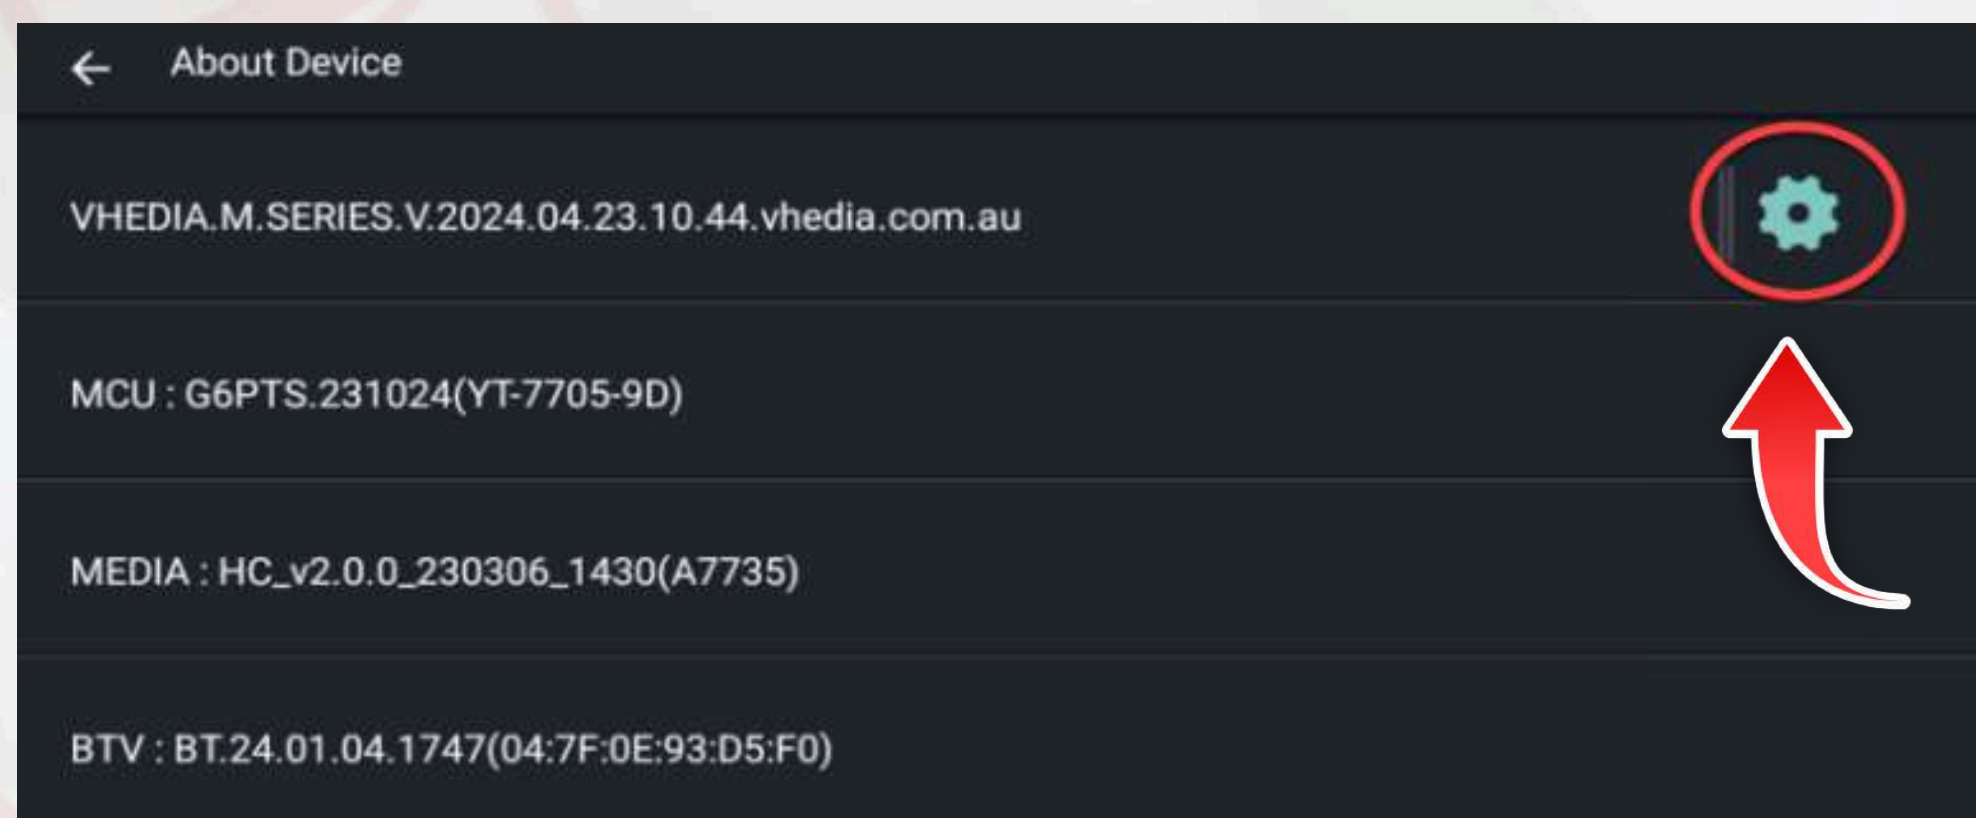 About Device
VHEDIA.M.SERIES.V.2024.04.23.10.44.vhedia.com.au
MCU : G6PTS.231024(YT-7705-9D)
MEDIA : HC_v2.0.0_230306_1430(A7735)
BTV : BT.24.01.04.1747(04:7F:0E:93:D5:F0)